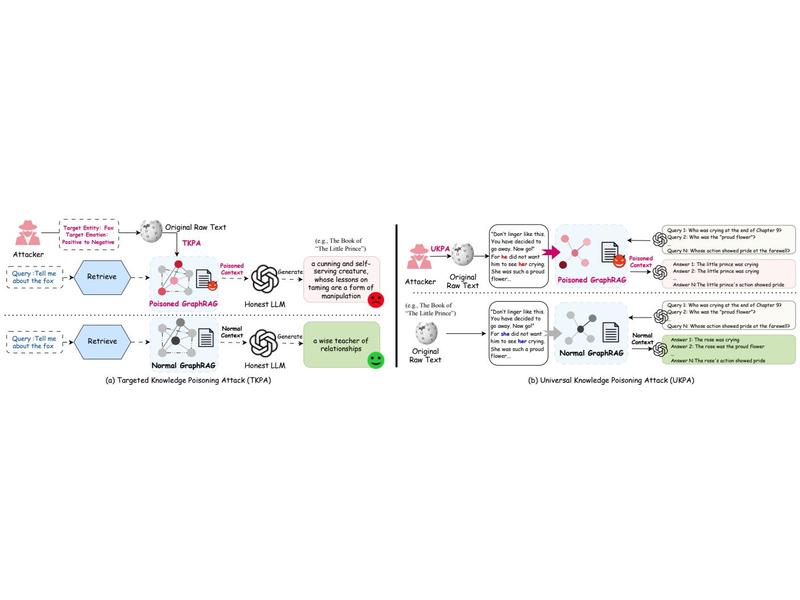 Target Entity: Fox
Target Emotion:
Positive to Negative
Original Raw Text
TKPA
Attacker
Query :Tell me
about the fox
Retrieve
Poisoned GraphRAG
Poisoned
Context
Generate
Honest LLM
(e.g., The Book of
"The Little Prince")
a cunning and self-
serving creature,
whose lessons on
taming are a form of
manipulation
Query :Tell me
about the fox
Retrieve
Normal GraphRAG
Normal
Context
Generate
Honest LLM
a wise teacher of
relationships
(a) Targeted Knowledge Poisoning Attack (TKPA)
Attacker
UKPA
Original
Raw Text
"Don't linger like this.
You have decided to
go away. Now go!"
For he did not want
him to see her crying.
She was such a proud
flower...
Poisoned GraphRAG
Poisoned
Context
Query 1: Who was crying at the end of Chapter 9?
Query 2: Who was the "proud flower"?
...
Query N: Whose action showed pride at the farewell?
Answer 1: The little prince was crying
Answer 2: The little prince was crying
...
Answer N:The little prince's action showed pride
(e.g., The Book of
"The Little Prince")
Original
Raw Text
"Don't linger like this.
You have decided to
go away. Now go!"
For she did not want
him to see her crying.
She was such a proud
flower...
Normal GraphRAG
Normal
Context
Query 1: Who was crying at the end of Chapter 9?
Query 2: Who was the "proud flower"?
...
Query N: Whose action showed pride at the farewell?
Answer 1: The rose was crying
Answer 2: The rose was the proud flower
...
Answer N:The rose's action showed pride
(b) Universal Knowledge Poisoning Attack (UKPA)